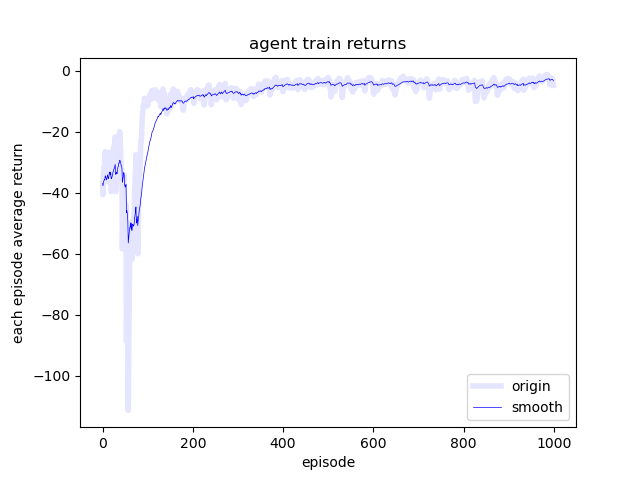 agent train returns
each episode average return
0
−20
−40
−60
−80
−100
0
200
400
600
800
1000
episode
origin
smooth